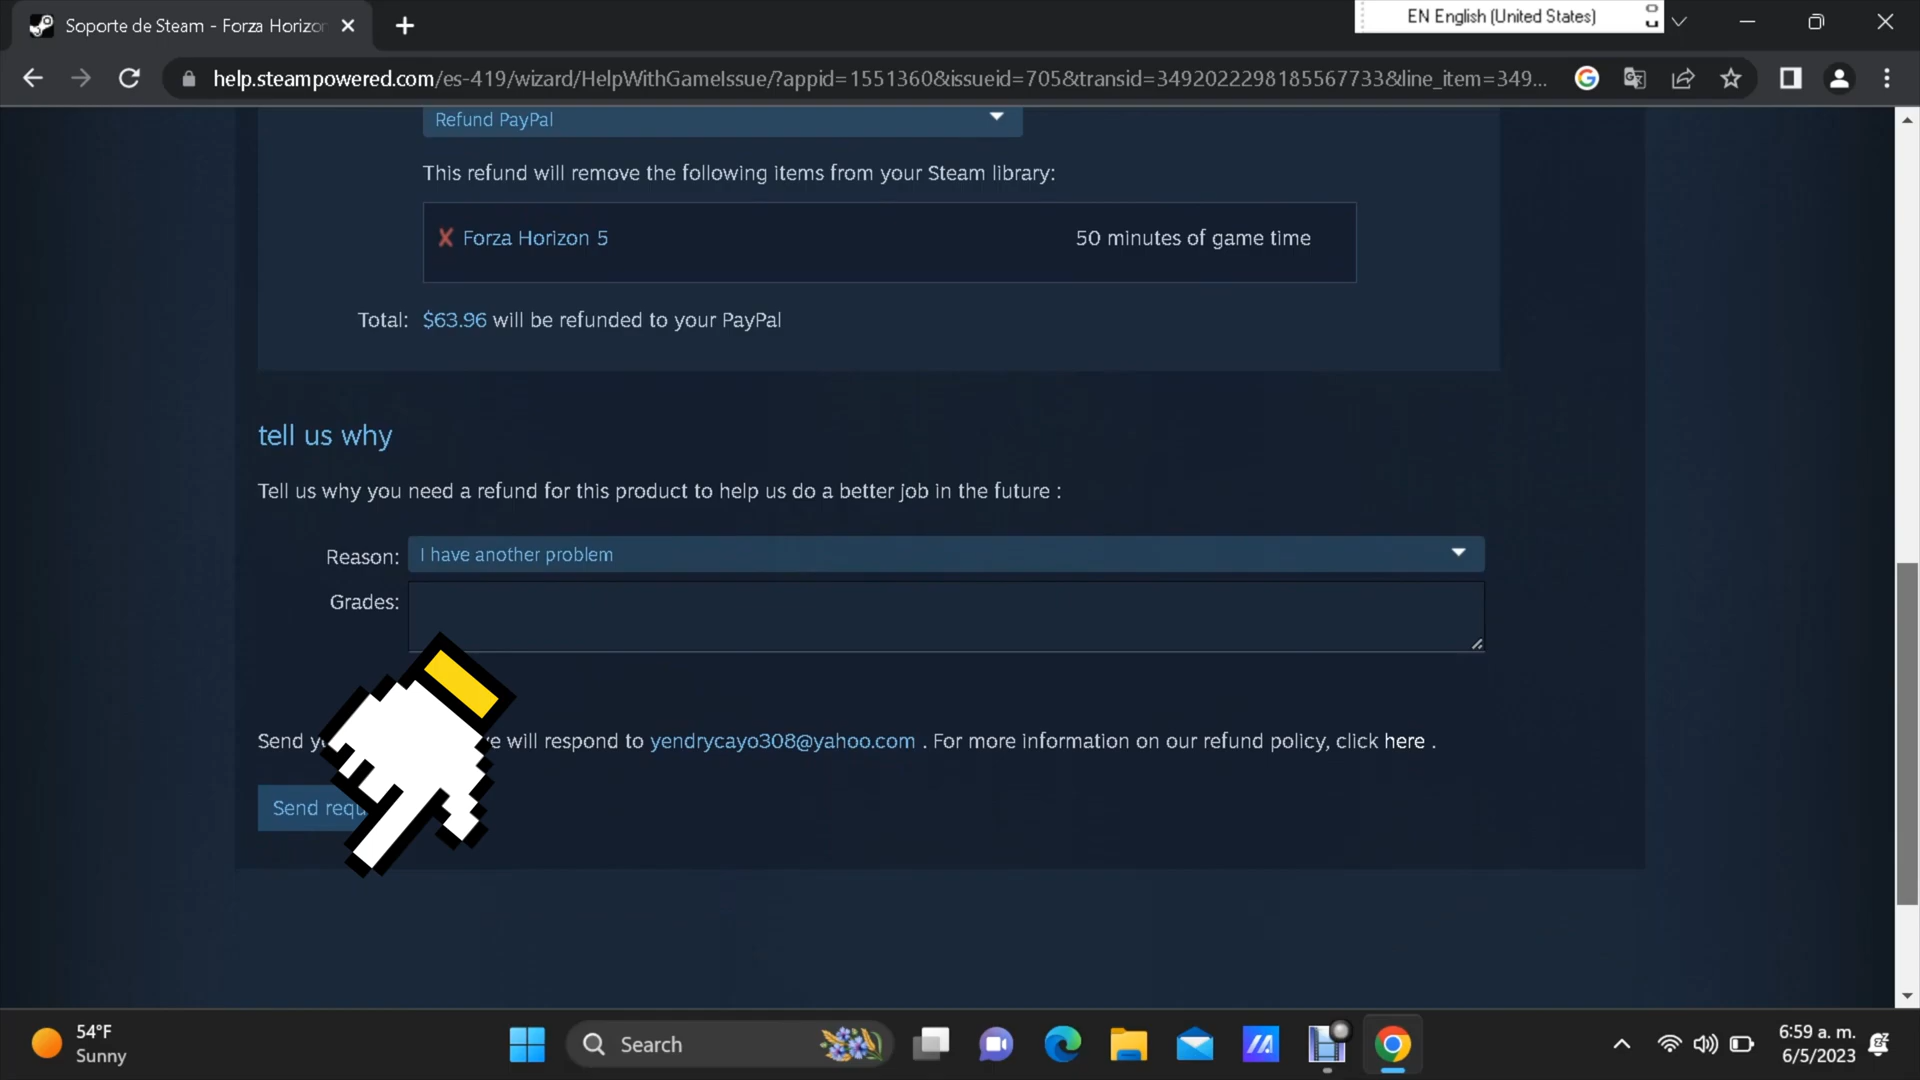 Soporte de Steam - Forza Horizon
EN English (United States)
help.steampowered.com/es-419/wizard/HelpWithGameIssue/?appid=1551360&issueid=705&transid=3492022298185567733&line_item=349...
Refund PayPal
This refund will remove the following items from your Steam library:
Forza Horizon 5 50 minutes of game time
Total: $63.96 will be refunded to your PayPal
tell us why
Tell us why you need a refund for this product to help us do a better job in the future :
Reason: I have another problem
Grades:
Send we will respond to yendrycayo308@yahoo.com . For more information on our refund policy, click here .
Send requ
54°F
Sunny
Search
6:59 a. m.
6/5/2023